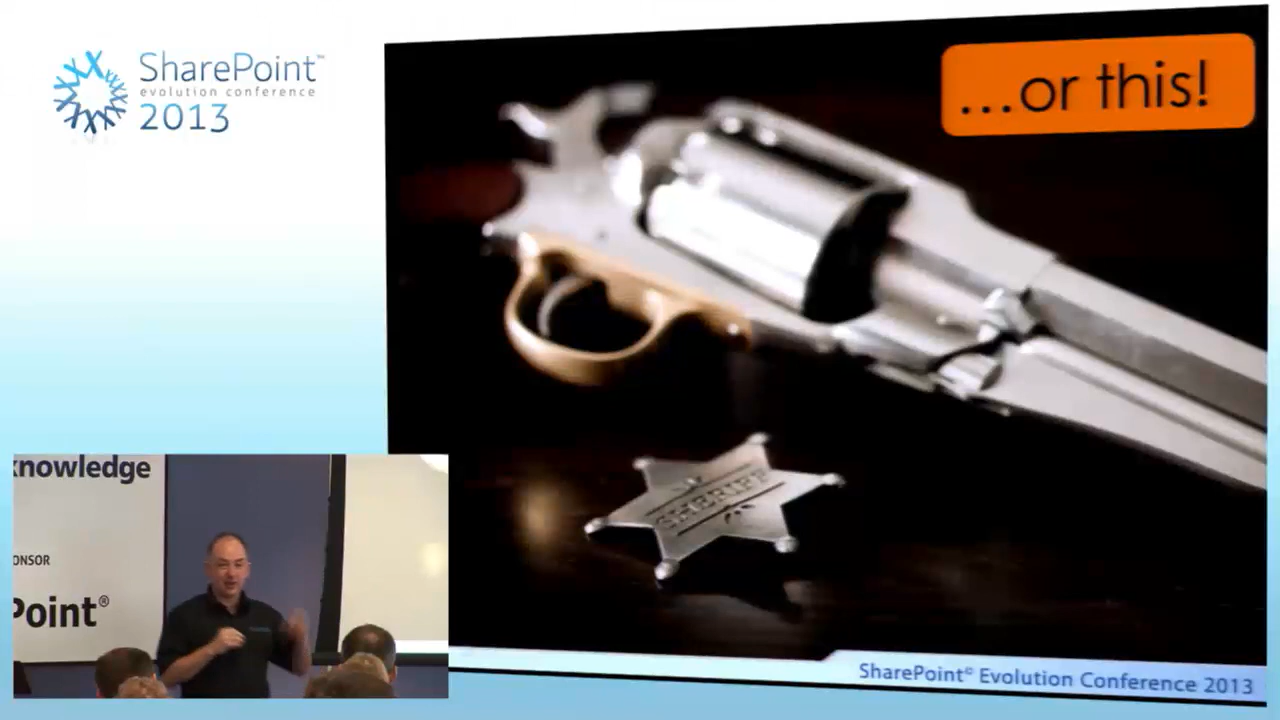 SharePoint™
evolution conference
2013
...or this!
SHERIFF
knowledge
ONSOR
Point®
SharePoint© Evolution Conference 2013